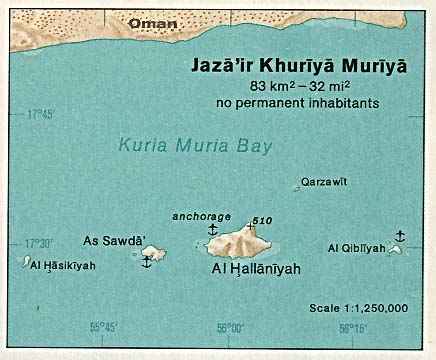 Oman
Jazā'ir Khurīyā Murīyā
83 km² – 32 mi²
no permanent inhabitants
17°45'
Kuria Muria Bay
Qarzawīt
anchorage
510
17°30'
As Sawdā'
Al Qiblīyah
Al Ḩāsikīyah
Al Ḩallānīyah
Scale 1:1,250,000
55°45'
56°00'
56°15'